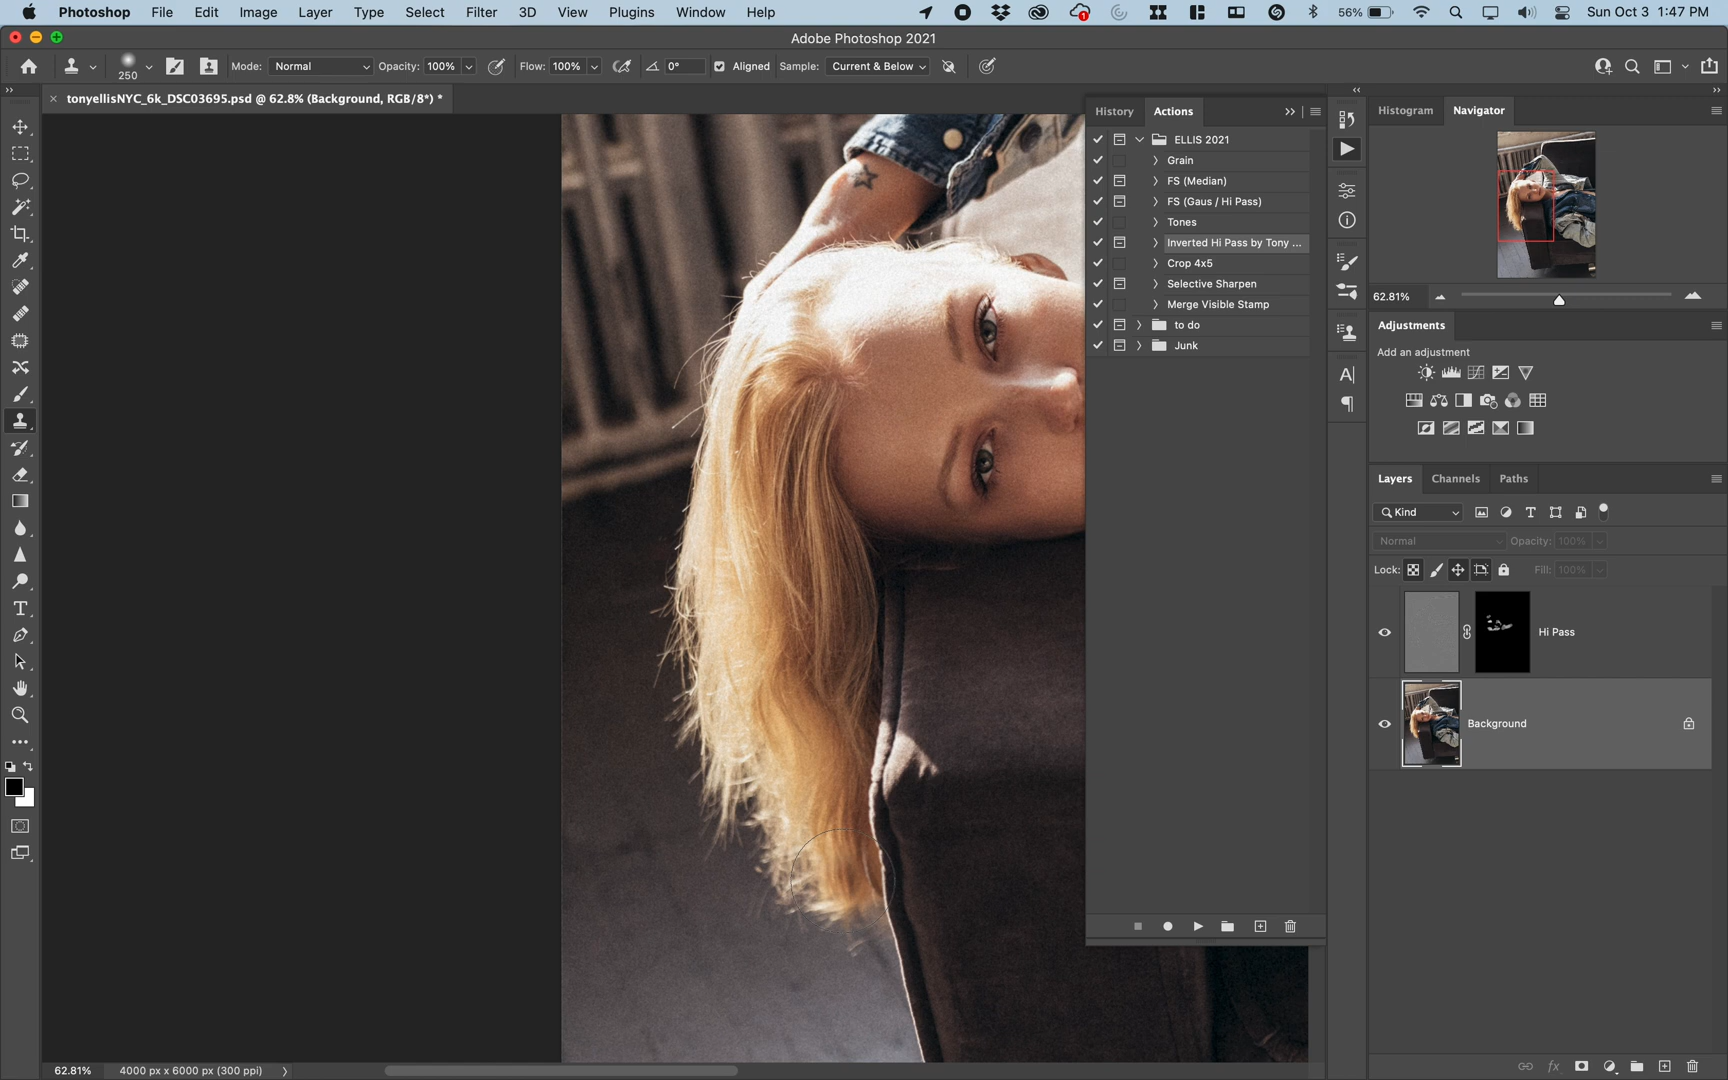 Photoshop File Edit Image Layer Type Select Filter 3D View Plugins Window Help 1 56% Sun Oct 3 1:47 PM
Adobe Photoshop 2021
250 Mode: Normal Opacity: 100% Flow: 100% 0° Aligned Sample: Current & Below
tonyellisNYC_6k_DSC03695.psd @ 62.8% (Background, RGB/8*) *
History Actions
ELLIS 2021
Grain
FS (Median)
FS (Gaus / Hi Pass)
Tones
Inverted Hi Pass by Tony ...
Crop 4x5
Selective Sharpen
Merge Visible Stamp
to do
Junk
Histogram Navigator
62.81%
Adjustments
Add an adjustment
Layers Channels Paths
Kind
Normal Opacity: 100%
Lock: Fill: 100%
Hi Pass
Background
62.81% 4000 px x 6000 px (300 ppi)